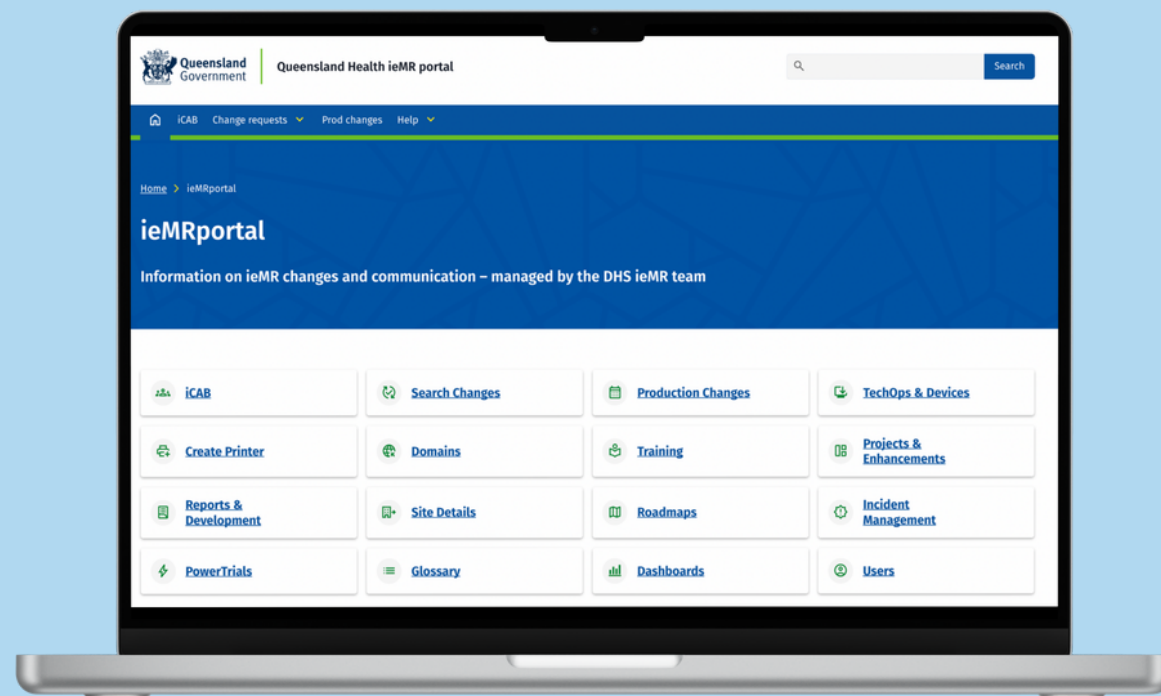 Queensland
Government
Queensland Health ieMR portal
Search
iCAB Change requests Prod changes Help
Home > ieMRportal
ieMRportal
Information on ieMR changes and communication – managed by the DHS ieMR team
iCAB
Search Changes
Production Changes
TechOps & Devices
Create Printer
Domains
Training
Projects &
Enhancements
Reports &
Development
Site Details
Roadmaps
Incident
Management
PowerTrials
Glossary
Dashboards
Users